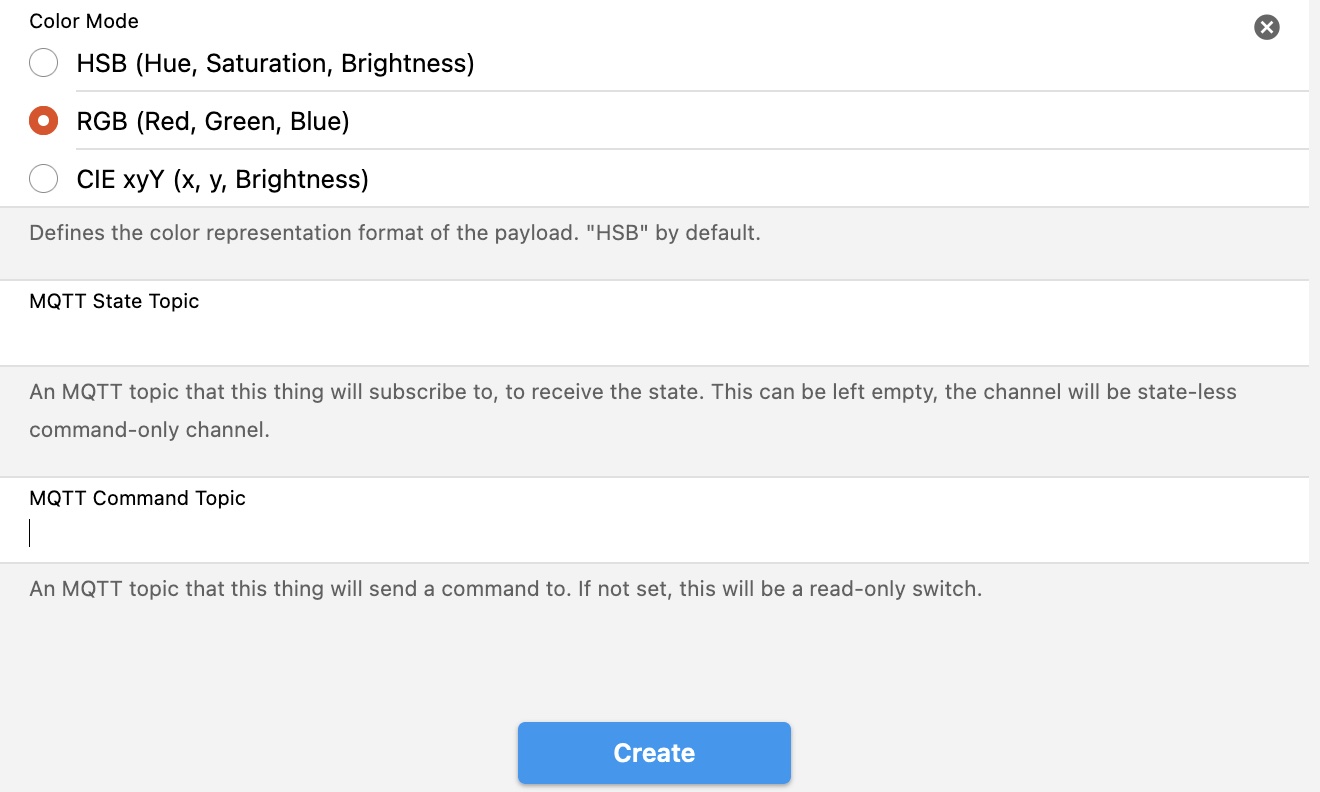 Color Mode
HSB (Hue, Saturation, Brightness)
RGB (Red, Green, Blue)
CIE xyY (x, y, Brightness)
Defines the color representation format of the payload. "HSB" by default.
MQTT State Topic
An MQTT topic that this thing will subscribe to, to receive the state. This can be left empty, the channel will be state-less
command-only channel.
MQTT Command Topic
An MQTT topic that this thing will send a command to. If not set, this will be a read-only switch.
Create